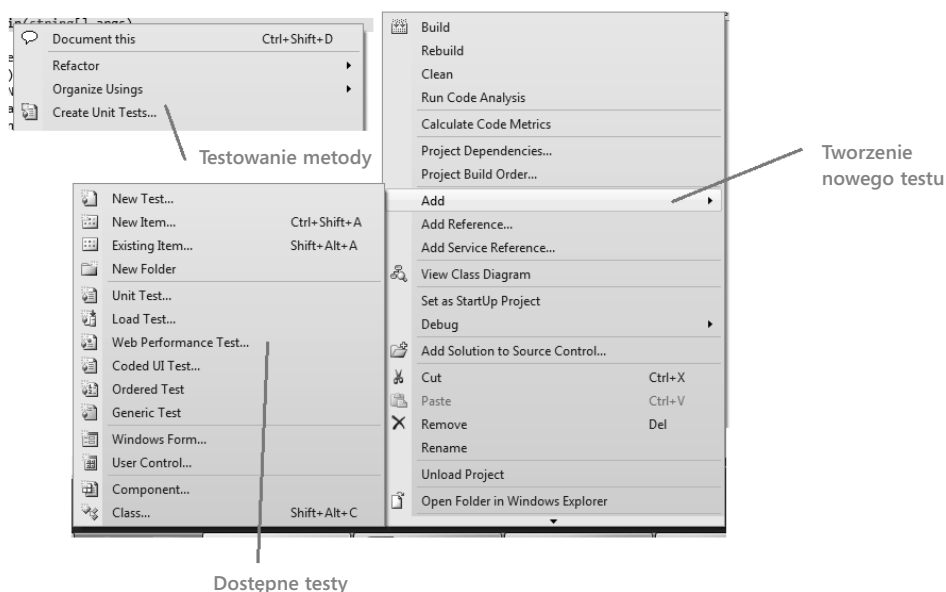 in(string[] args)
Document this Ctrl+Shift+D
Refactor
Organize Usings
Create Unit Tests...
Testowanie metody
Build
Rebuild
Clean
Run Code Analysis
Calculate Code Metrics
Project Dependencies...
Project Build Order...
Add
Add Reference...
Add Service Reference...
View Class Diagram
Set as StartUp Project
Debug
Add Solution to Source Control...
Cut Ctrl+X
Paste Ctrl+V
Remove Del
Rename
Unload Project
Open Folder in Windows Explorer
Tworzenie
nowego testu
New Test...
New Item... Ctrl+Shift+A
Existing Item... Shift+Alt+A
New Folder
Unit Test...
Load Test...
Web Performance Test...
Coded UI Test...
Ordered Test
Generic Test
Windows Form...
User Control...
Component...
Class... Shift+Alt+C
Dostępne testy